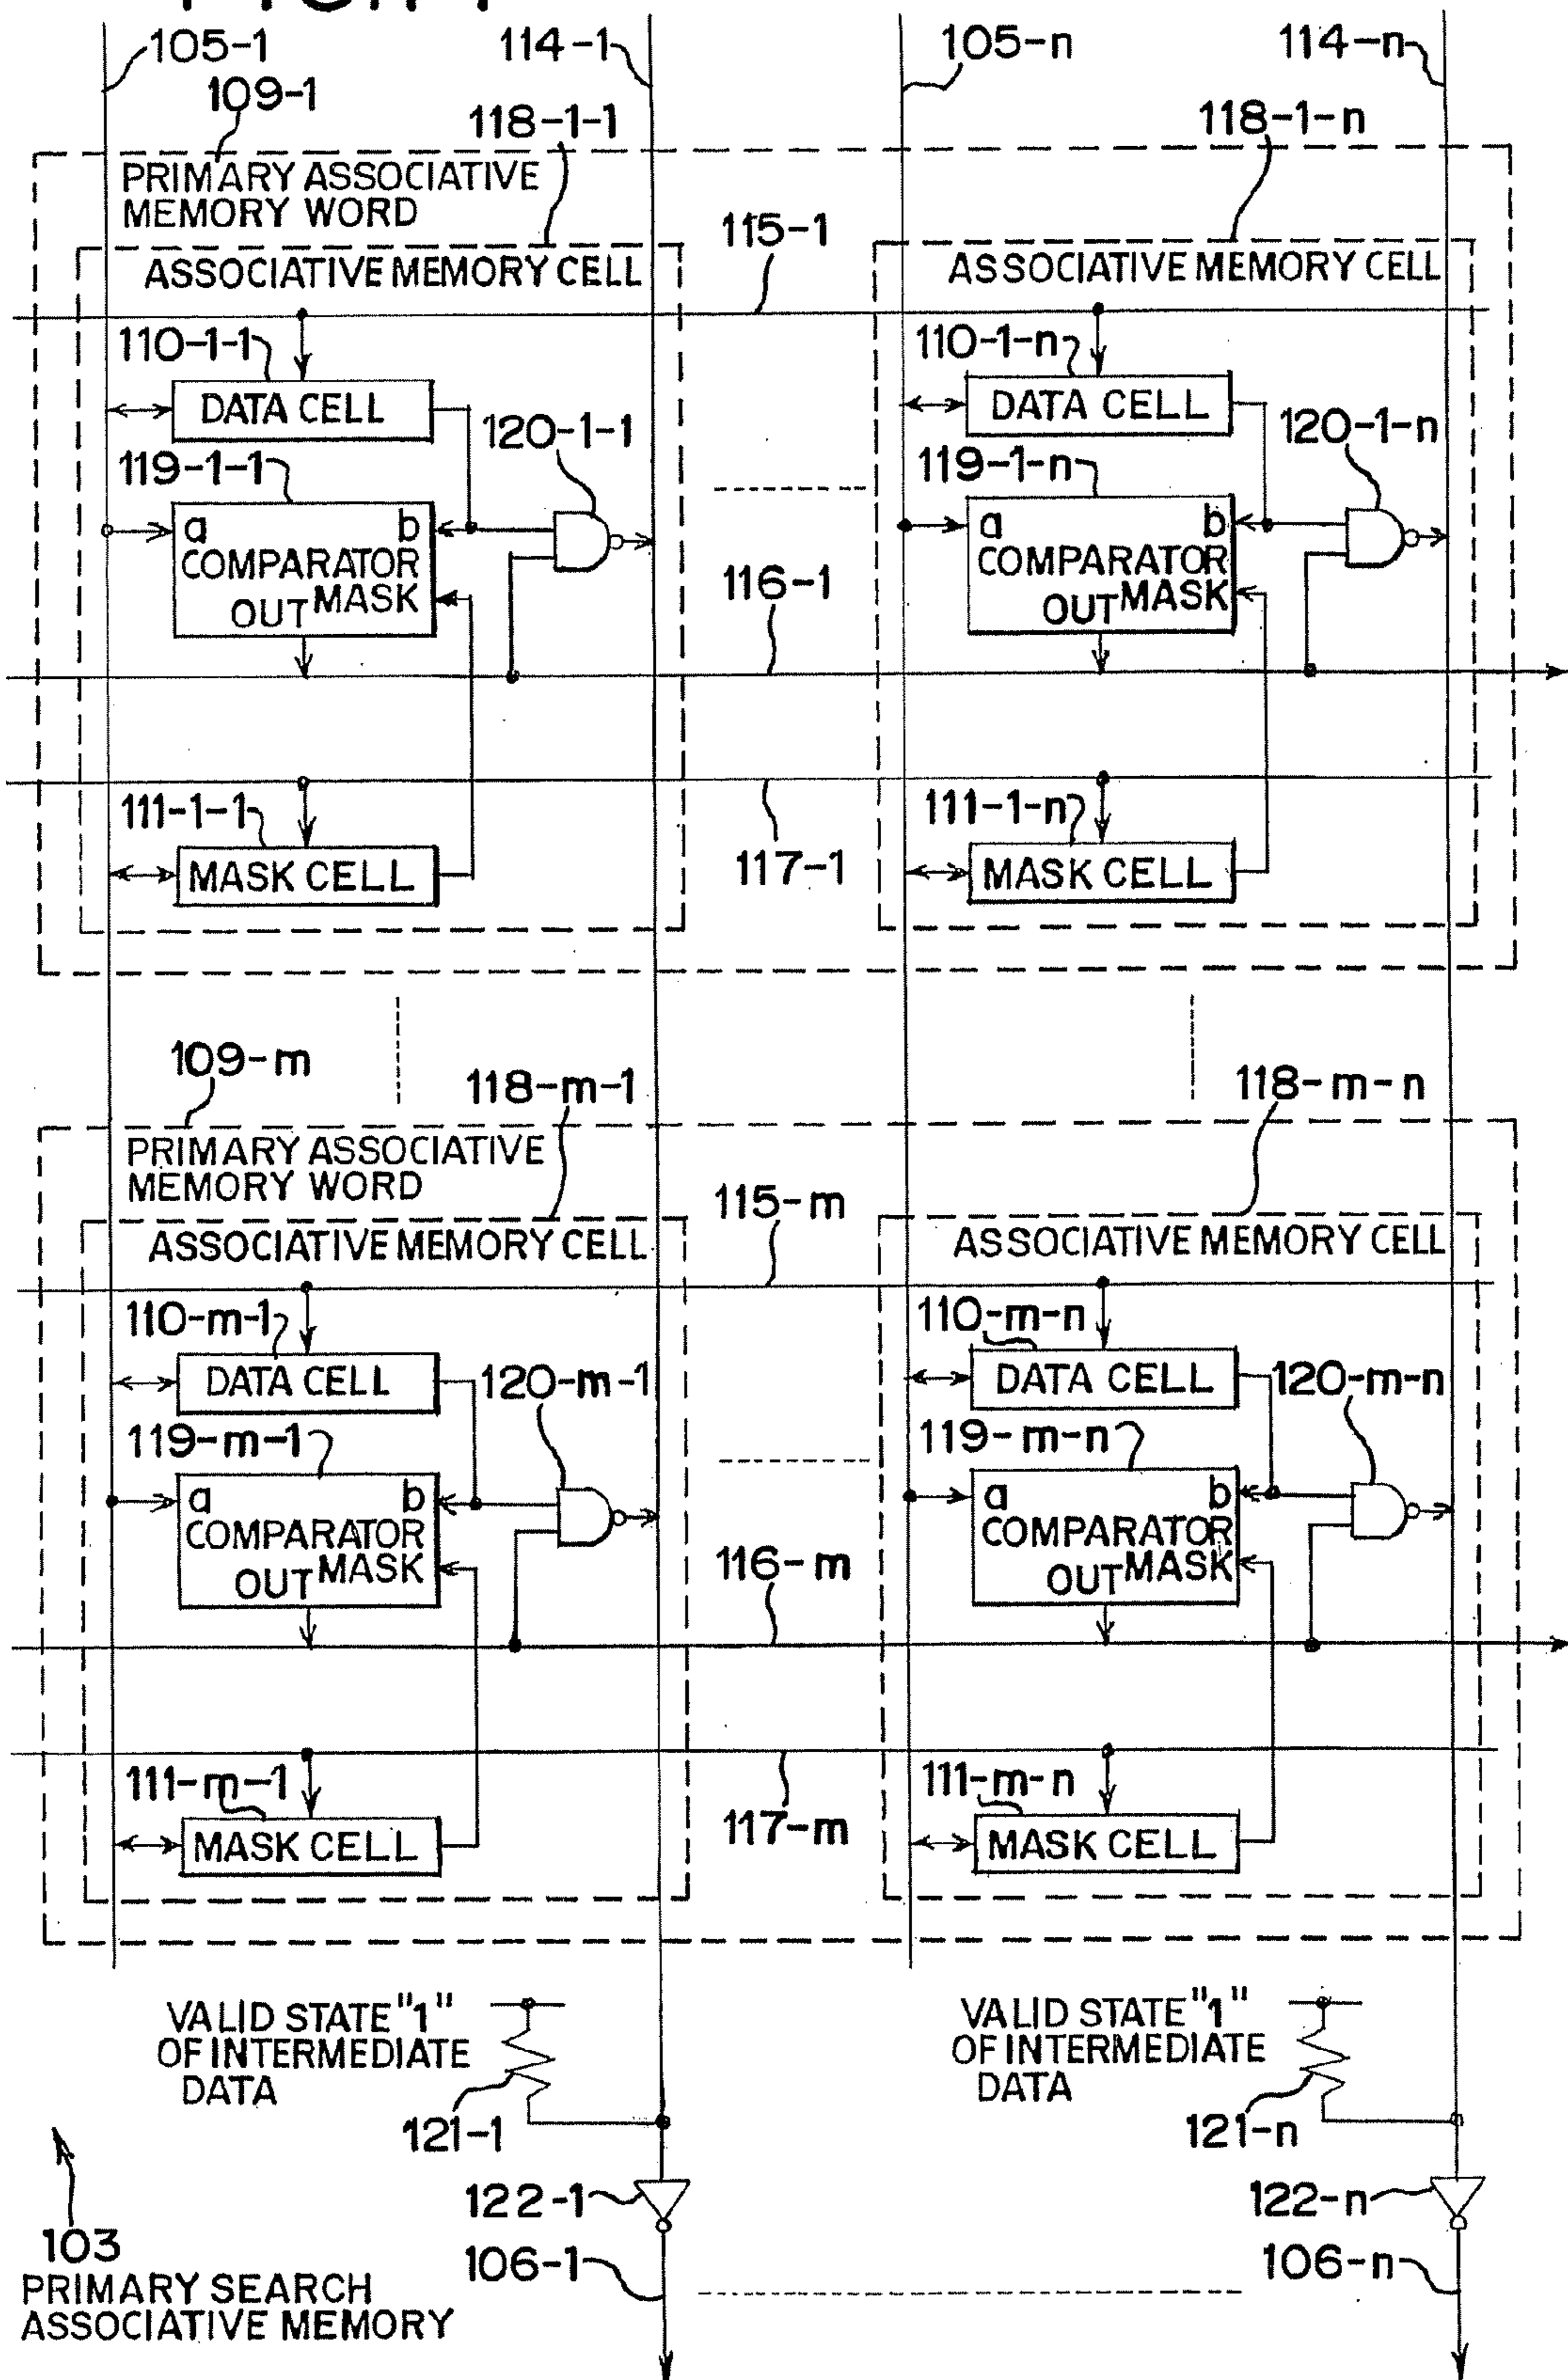 105-1
114-1
105-n
114-n
109-1
118-1-1
118-1-n
PRIMARY ASSOCIATIVE
MEMORY WORD
115-1
ASSOCIATIVE MEMORY CELL
ASSOCIATIVE MEMORY CELL
110-1-1
110-1-n
DATA CELL
DATA CELL
120-1-1
120-1-n
119-1-1
119-1-n
a b
COMPARATOR
OUT MASK
a b
COMPARATOR
OUT MASK
116-1
111-1-1
111-1-n
MASK CELL
117-1
MASK CELL
109-m
118-m-1
118-m-n
PRIMARY ASSOCIATIVE
MEMORY WORD
115-m
ASSOCIATIVE MEMORY CELL
ASSOCIATIVE MEMORY CELL
110-m-1
110-m-n
DATA CELL
120-m-1
DATA CELL
120-m-n
119-m-1
119-m-n
a b
COMPARATOR
OUT MASK
a b
COMPARATOR
OUT MASK
116-m
111-m-1
111-m-n
MASK CELL
117-m
MASK CELL
VALID STATE "1"
OF INTERMEDIATE
DATA
VALID STATE "1"
OF INTERMEDIATE
DATA
121-1
121-n
122-1
122-n
103
106-1
106-n
PRIMARY SEARCH
ASSOCIATIVE MEMORY